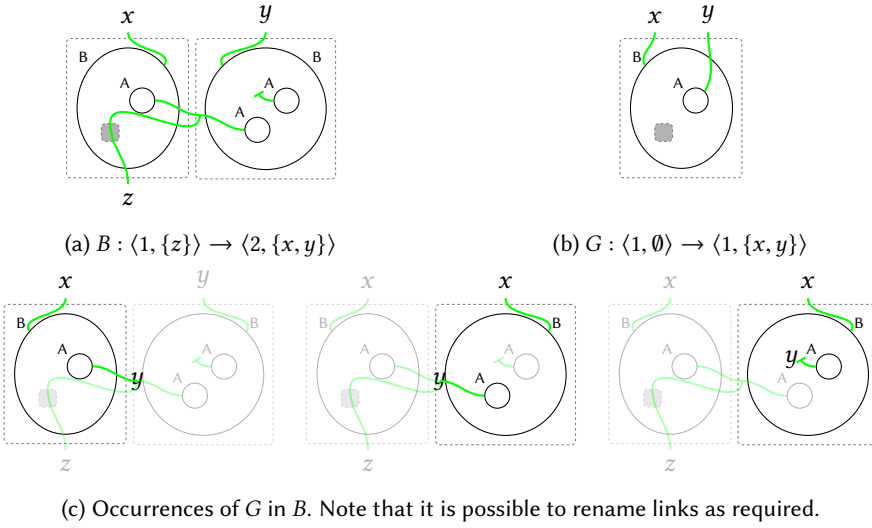 x y
B B
A A
A
z
(a) B : ⟨1, {z}⟩ → ⟨2, {x, y}⟩
x y
B
A
(b) G : ⟨1, ∅⟩ → ⟨1, {x, y}⟩
x y x x x x
B B B B B B
A A A A A A
A y A y A y
z z z
(c) Occurrences of G in B. Note that it is possible to rename links as required.